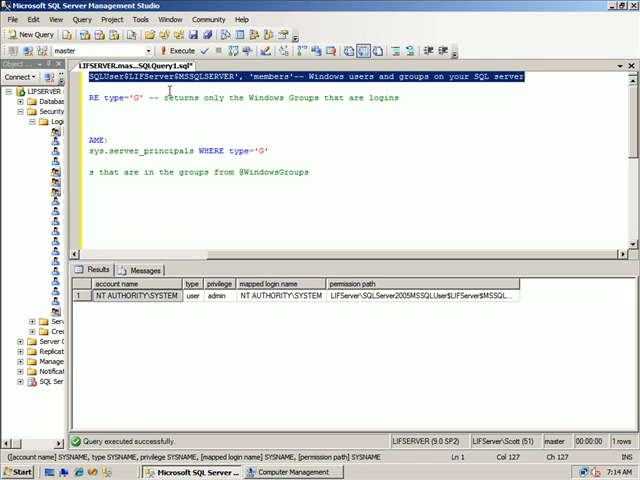 Microsoft SQL Server Management Studio
File Edit View Query Project Tools Window Community Help
New Query
master Execute
Object ...
Connect
LIFSERVER
Databas
Security
Logi
Serv
Cre
Server O
Replicat
Manage
Notificat
SQL Ser
LIFSERVER.mas...SQLQuery1.sql*
SQLUser$LIFServer$MSSQLSERVER', 'members'-- Windows users and groups on your SQL server
RE type='G' -- returns only the Windows Groups that are logins
AME)
sys.server_principals WHERE type='G'
s that are in the groups from @WindowsGroups
Results Messages
account name type privilege mapped login name permission path
1 NT AUTHORITY\SYSTEM user admin NT AUTHORITY\SYSTEM LIFServer\SQLServer2005MSSQLUser$LIFServer$MSSQL...
Query executed successfully. LIFSERVER (9.0 SP2) LIFServer\Scott (51) master 00:00:00 1 rows
([account name] SYSNAME, type SYSNAME, privilege SYSNAME, [mapped login name] SYSNAME, [permission path] SYSNAME) Ln 1 Col 127 Ch 127 INS
Start Microsoft SQL Server ... Computer Management 7:14 AM